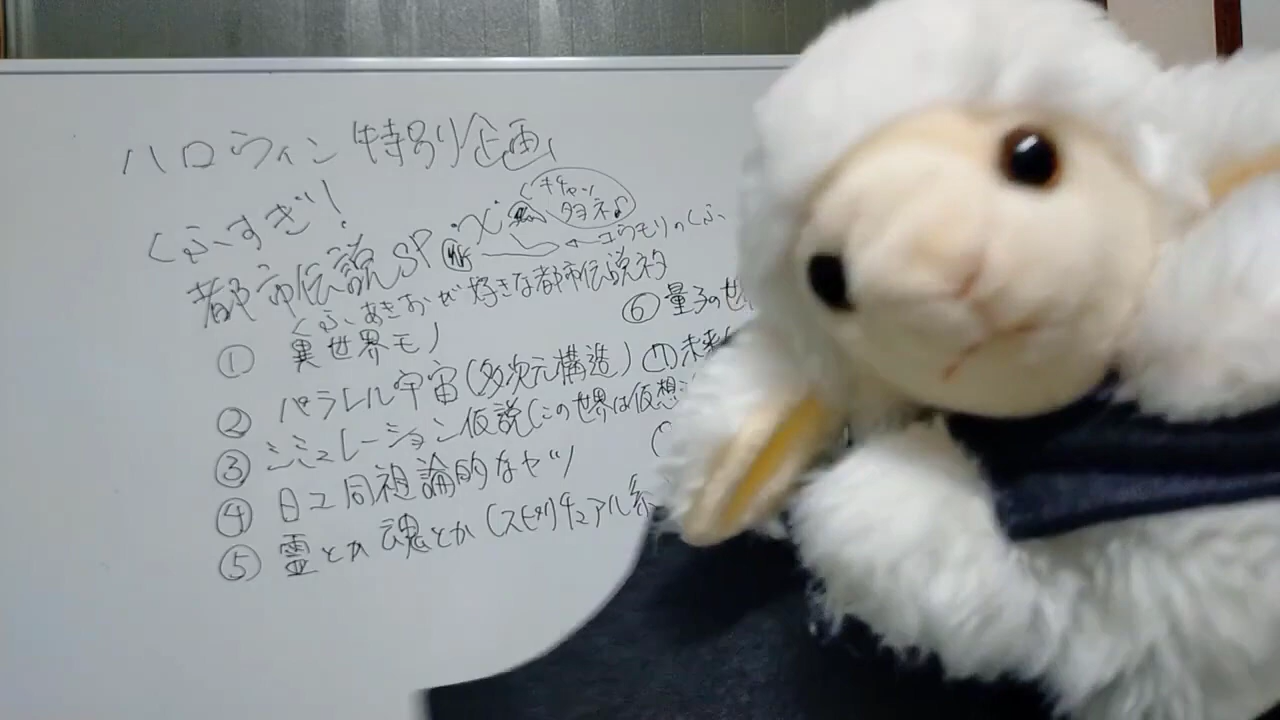 ハロウィン特別企画
くふすぎ!
都市伝説SP
キャッ
タヨネ♪
←コウモリのくふ
くふ、あきおが好きな都市伝説ネタ
① 異世界モノ
② パラレル宇宙(多次元構造)
③ シミュレーション仮説(この世界は仮想
④ 日ユ同祖論的なヤツ
⑤ 霊とか魂とか(スピリチュアル系
⑥ 量子の世
⑦ 未来